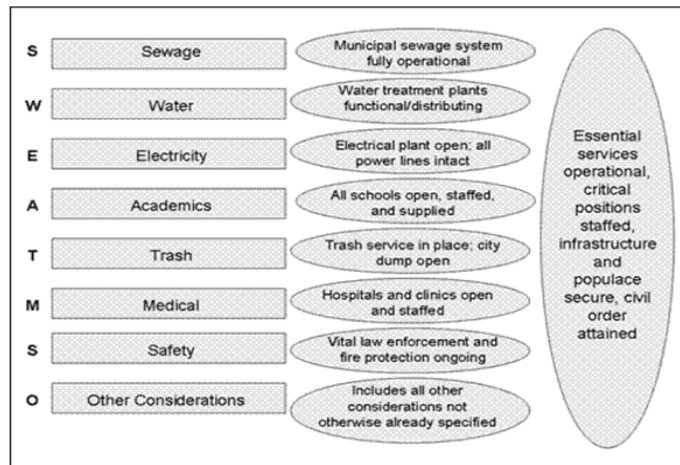 S
Sewage
Municipal sewage system
fully operational
W
Water
Water treatment plants
functional/distributing
E
Electricity
Electrical plant open; all
power lines intact
A
Academics
All schools open, staffed,
and supplied
T
Trash
Trash service in place; city
dump open
M
Medical
Hospitals and clinics open
and staffed
S
Safety
Vital law enforcement and
fire protection ongoing
O
Other Considerations
Includes all other
considerations not
otherwise already specified
Essential
services
operational,
critical
positions
staffed,
infrastructure
and
populace
secure, civil
order
attained